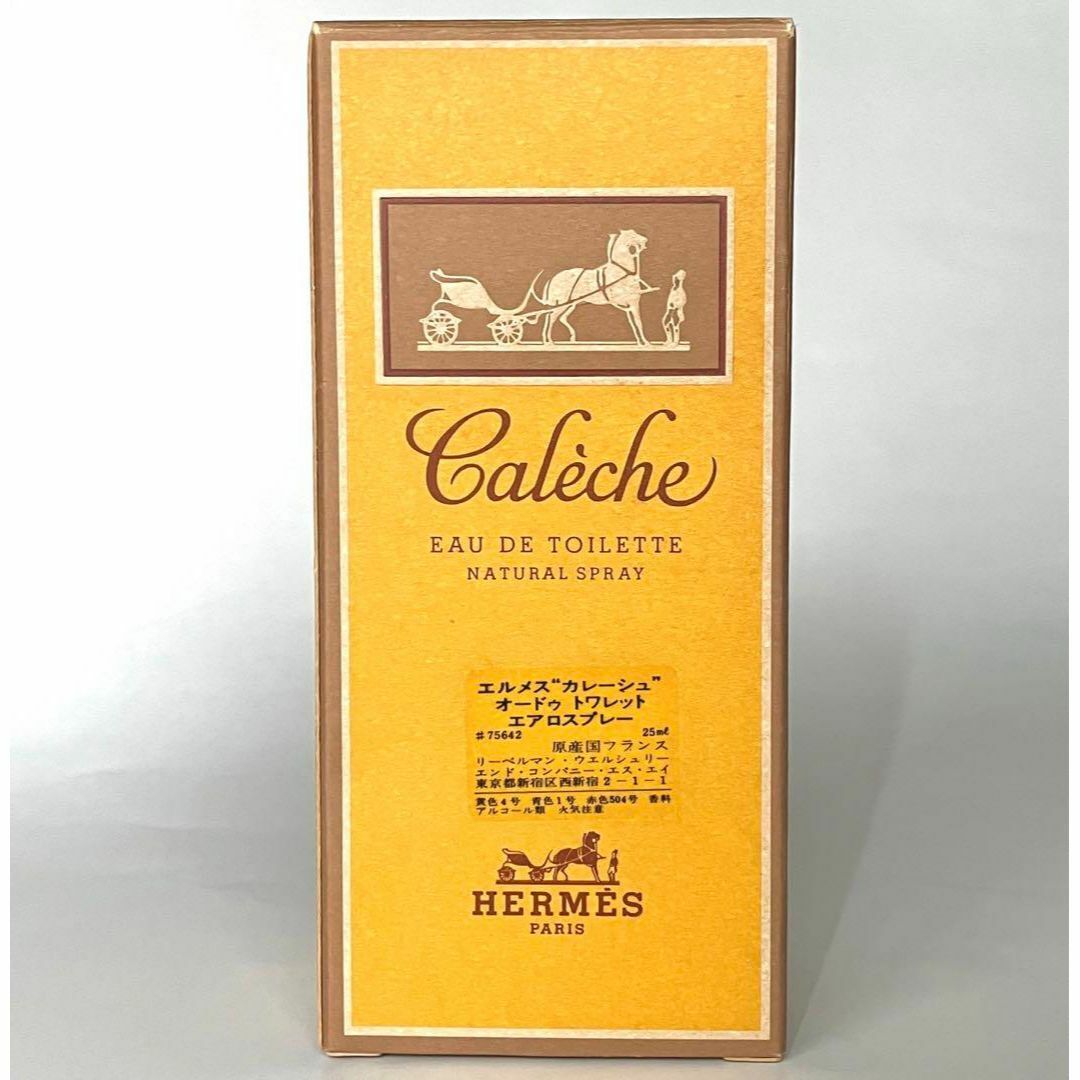 Calèche
EAU DE TOILETTE
NATURAL SPRAY
エルメス“カレーシュ”
オードゥ トワレット
エアロスプレー
#75642 25mℓ
原産国フランス
リーベルマン・ウエルシュリー
エンド・コンパニー・エス・エイ
東京都新宿区西新宿2-1-1
黄色4号 青色1号 赤色504号 香料
アルコール類 火気注意
HERMÈS
PARIS